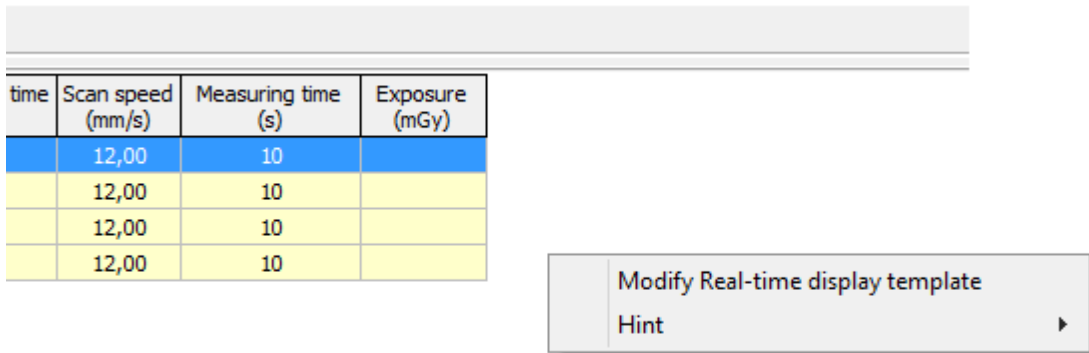 time Scan speed Measuring time Exposure
(mm/s) (s) (mGy)
12,00 10
12,00 10
12,00 10
12,00 10
Modify Real-time display template
Hint